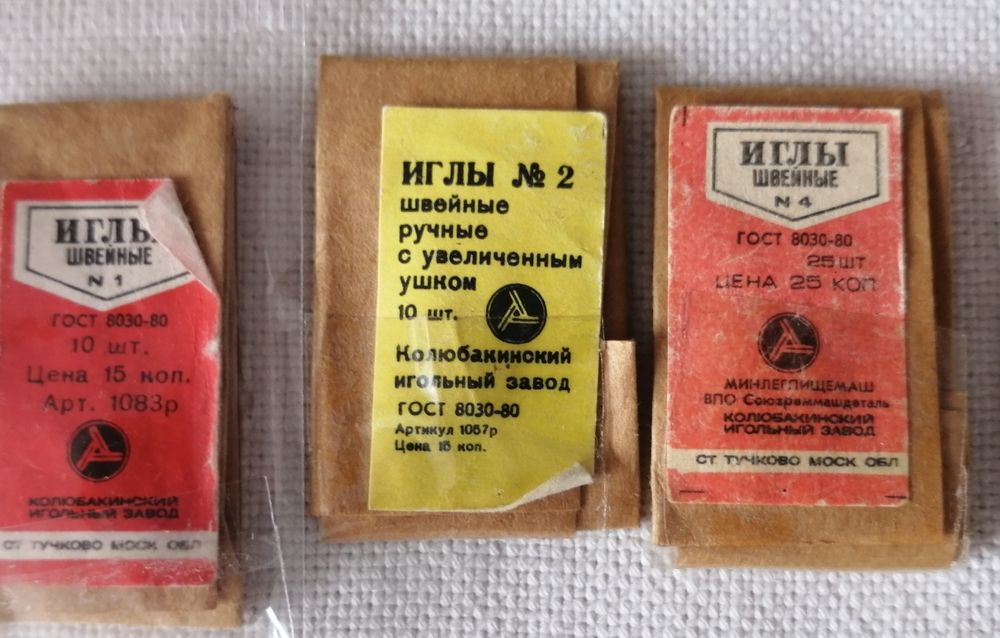 ИГЛЫ
ШВЕЙНЫЕ
N 1
ГОСТ 8030-80
10 шт.
Цена 15 коп.
Арт. 1083р
КОЛЮБАКИНСКИЙ
ИГОЛЬНЫЙ ЗАВОД
СТ ТУЧКОВО МОСК ОБЛ
ИГЛЫ № 2
швейные
ручные
с увеличенным
ушком
10 шт.
Колюбакинский
игольный завод
ГОСТ 8030-80
Артикул 1057р
Цена 15 коп.
ИГЛЫ
ШВЕЙНЫЕ
N 4
ГОСТ 8030-80
25 ШТ
ЦЕНА 25 КОП
МИНЛЕГПИЩЕМАШ
ВПО Союзреммашдеталь
КОЛЮБАКИНСКИЙ
ИГОЛЬНЫЙ ЗАВОД
СТ ТУЧКОВО МОСК ОБЛ